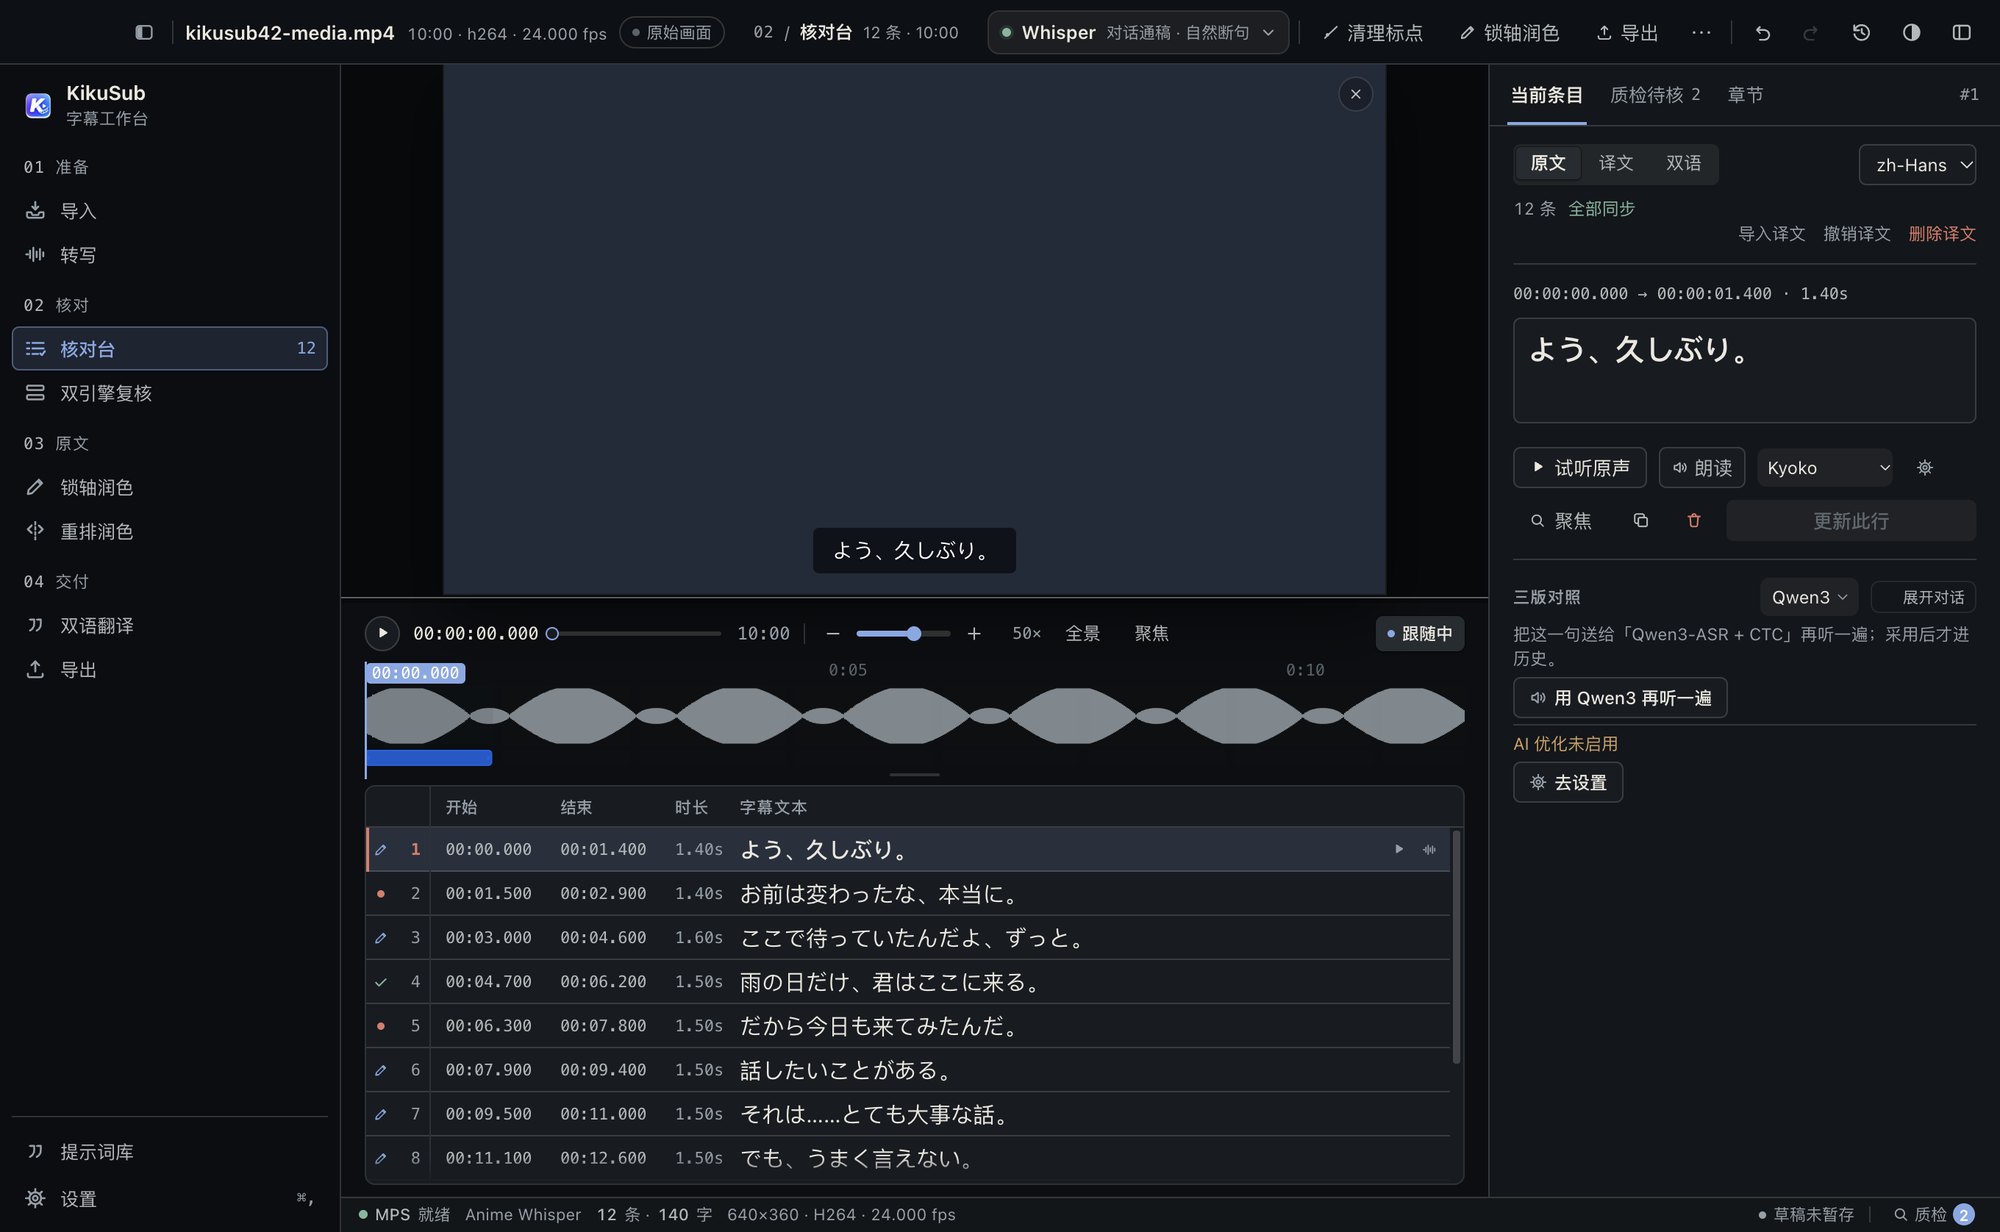 kikusub42-media.mp4 10:00 · h264 · 24.000 fps 原始画面 02 / 核对台 12 条 · 10:00 Whisper 对话通稿 · 自然断句 清理标点 锁轴润色 导出 ···
KikuSub
字幕工作台
01 准备
导入
转写
02 核对
核对台 12
双引擎复核
03 原文
锁轴润色
重排润色
04 交付
双语翻译
导出
提示词库
设置 ⌘,
よう、久しぶり。
00:00:00.000 10:00 50× 全景 聚焦 跟随中
00:00.000 0:05 0:10
开始 结束 时长 字幕文本
1 00:00.000 00:01.400 1.40s よう、久しぶり。
2 00:01.500 00:02.900 1.40s お前は変わったな、本当に。
3 00:03.000 00:04.600 1.60s ここで待っていたんだよ、ずっと。
4 00:04.700 00:06.200 1.50s 雨の日だけ、君はここに来る。
5 00:06.300 00:07.800 1.50s だから今日も来てみたんだ。
6 00:07.900 00:09.400 1.50s 話したいことがある。
7 00:09.500 00:11.000 1.50s それは……とても大事な話。
8 00:11.100 00:12.600 1.50s でも、うまく言えない。
MPS 就绪 Anime Whisper 12 条 · 140 字 640×360 · H264 · 24.000 fps
当前条目 质检待核 2 章节 #1
原文 译文 双语 zh-Hans
12 条 全部同步
导入译文 撤销译文 删除译文
00:00:00.000 → 00:00:01.400 · 1.40s
よう、久しぶり。
试听原声 朗读 Kyoko
聚焦 更新此行
三版对照 Qwen3 展开对话
把这一句送给「Qwen3-ASR + CTC」再听一遍；采用后才进
历史。
用 Qwen3 再听一遍
AI 优化未启用
去设置
草稿未暂存 质检 2